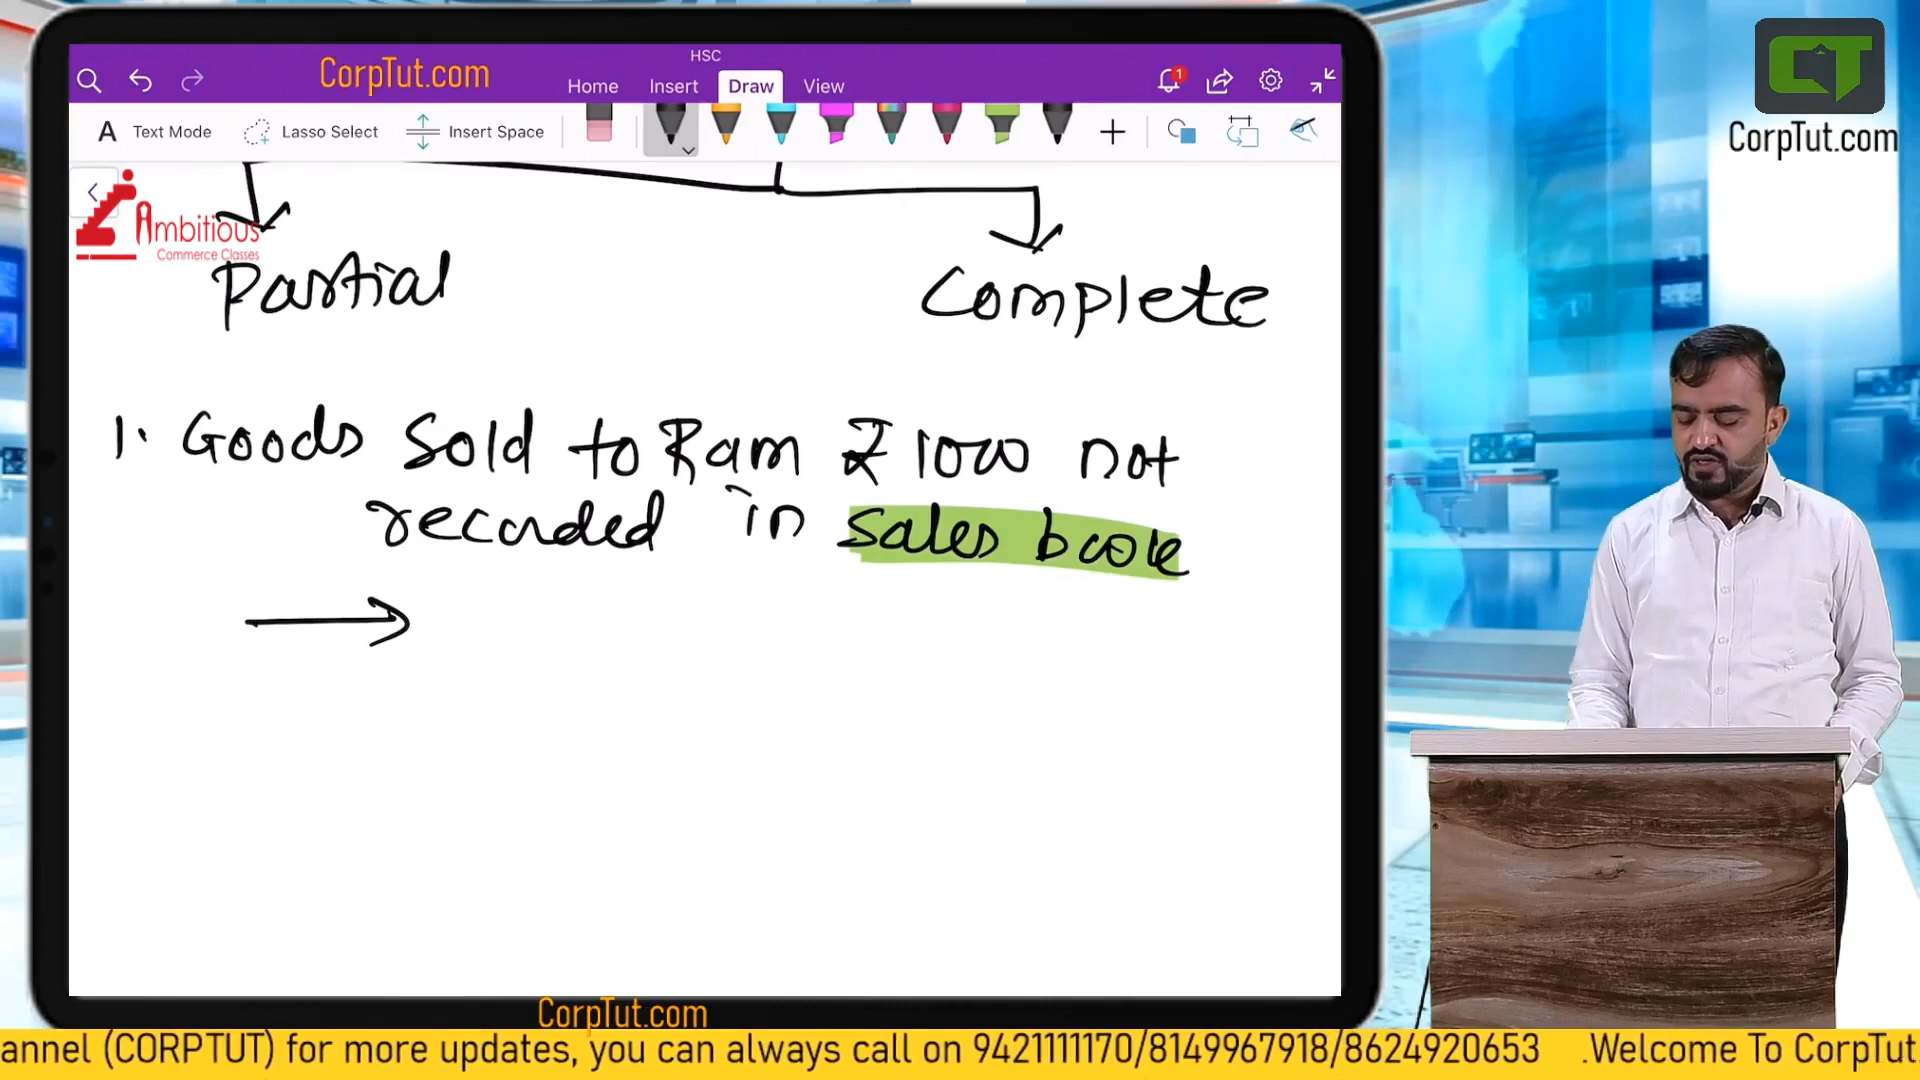 HSC
CorpTut.com
Home Insert Draw View
1
A Text Mode Lasso Select Insert Space
CT
CorpTut.com
Ambitious
Commerce Classes
Partial Complete
1. Goods Sold to Ram ₹ 1000 not
recorded in sales book
CorpTut.com
annel (CORPTUT) for more updates, you can always call on 9421111170/8149967918/8624920653 .Welcome To CorpTut